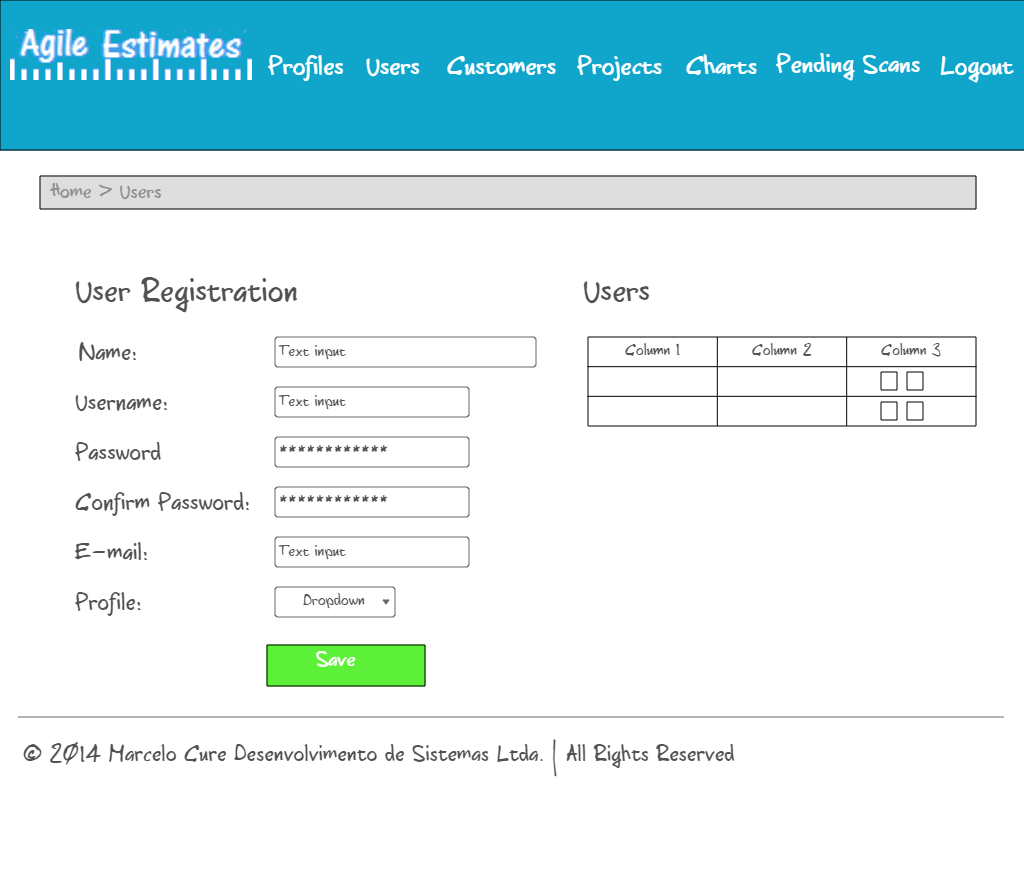 Agile Estimates
Profiles Users Customers Projects Charts Pending Scans Logout
Home > Users
User Registration
Name: Text input
Username: Text input
Password ************
Confirm Password: ************
E-mail: Text input
Profile: Dropdown
Save
Users
Column 1 Column 2 Column 3
© 2014 Marcelo Cure Desenvolvimento de Sistemas Ltda. | All Rights Reserved